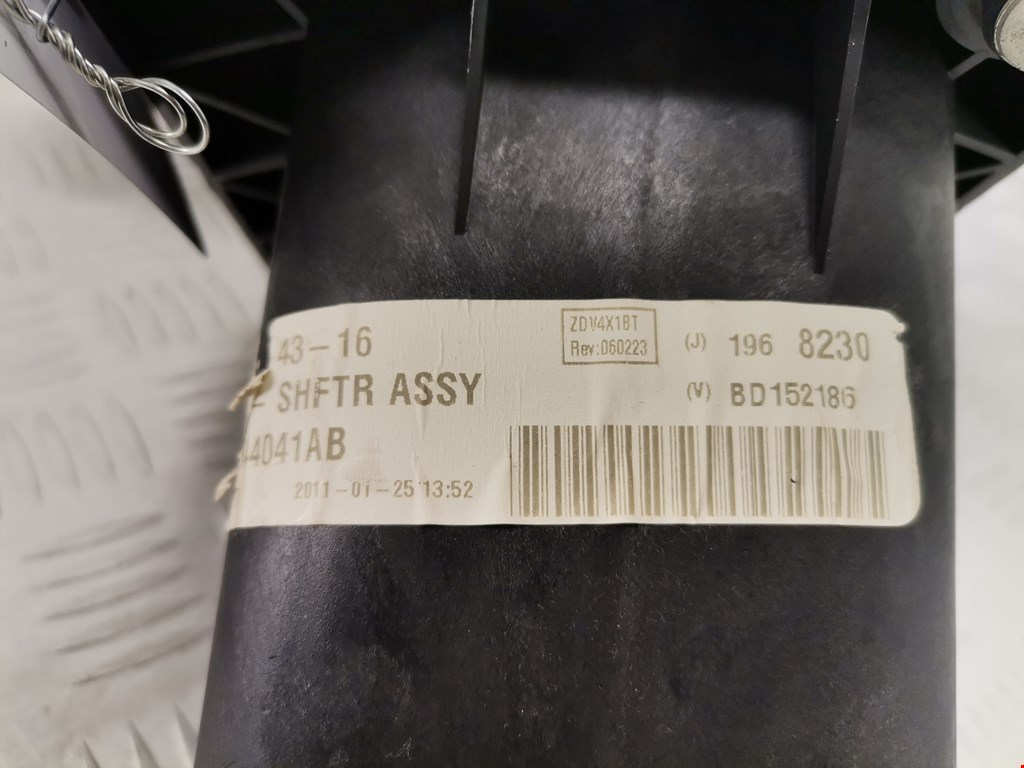 43-16
ZDV4X1BT
Rev:060223
(J) 196 8230
- SHFTR ASSY
(V) BD152186
4041AB
2011-01-25 13:52